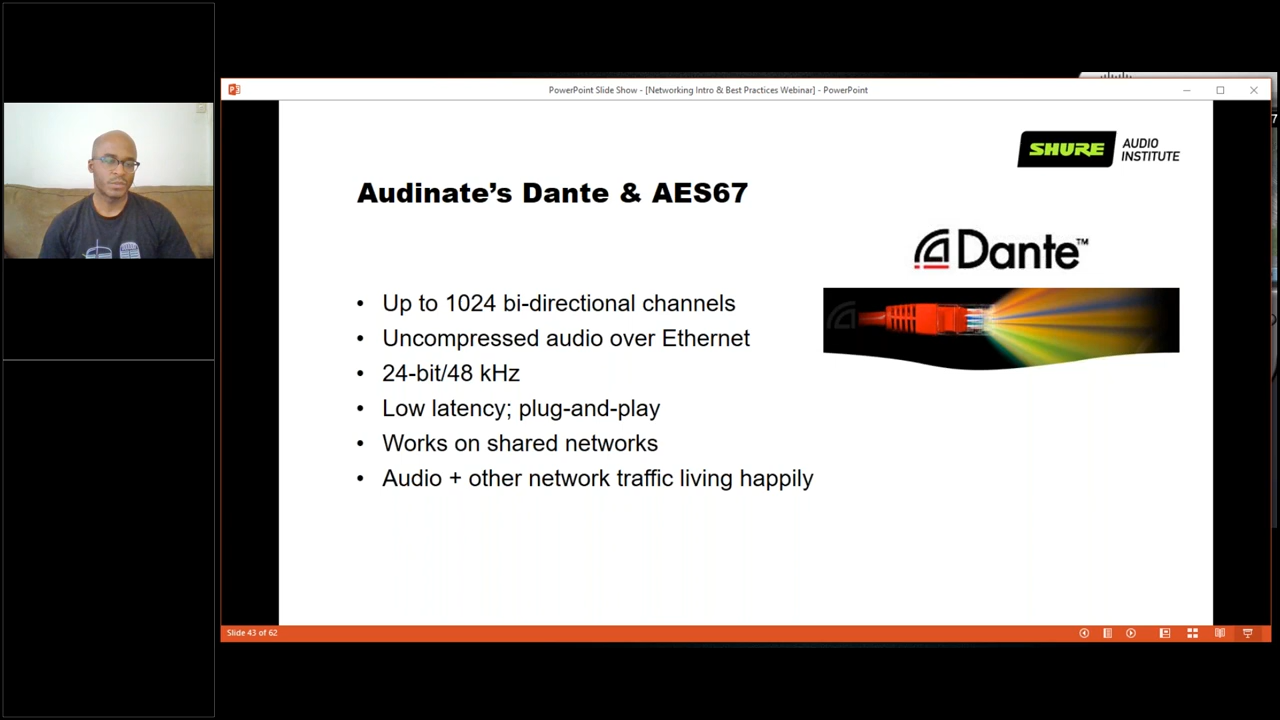 PowerPoint Slide Show - [Networking Intro & Best Practices Webinar] - PowerPoint
SHURE AUDIO INSTITUTE
Audinate's Dante & AES67
Dante™
• Up to 1024 bi-directional channels
• Uncompressed audio over Ethernet
• 24-bit/48 kHz
• Low latency; plug-and-play
• Works on shared networks
• Audio + other network traffic living happily
Slide 43 of 62
7